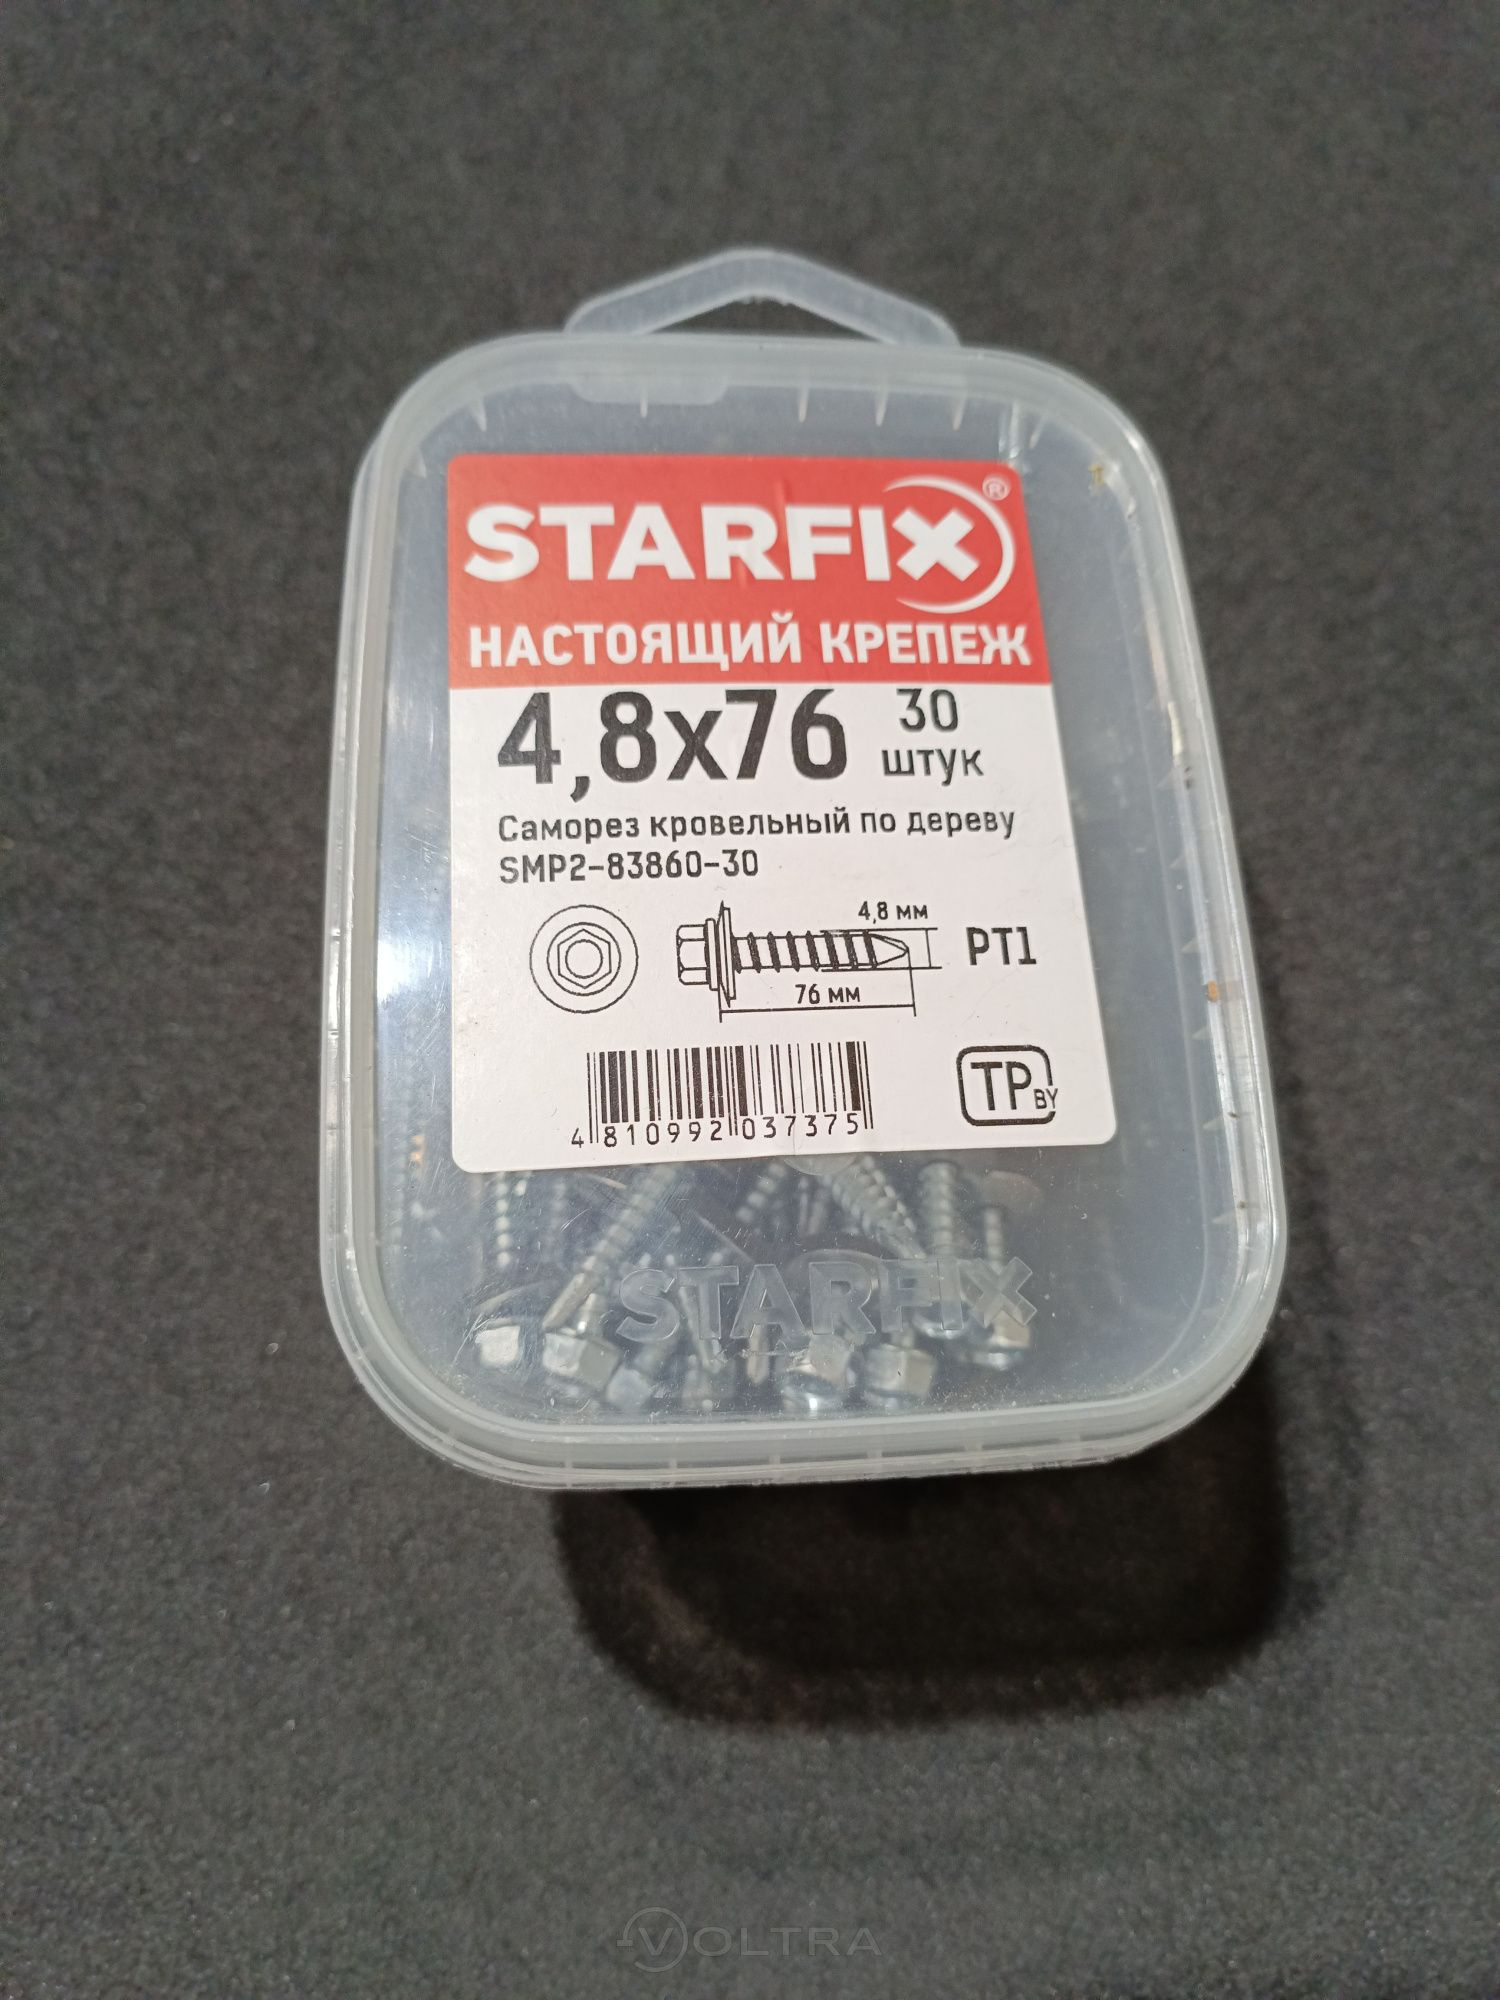 STARFIX®
НАСТОЯЩИЙ КРЕПЕЖ
4,8x76 30 штук
Саморез кровельный по дереву
SMP2-83860-30
4,8 мм
PT1
76 мм
4 810992 037375
TP BY
STARFIX
VOLTRA